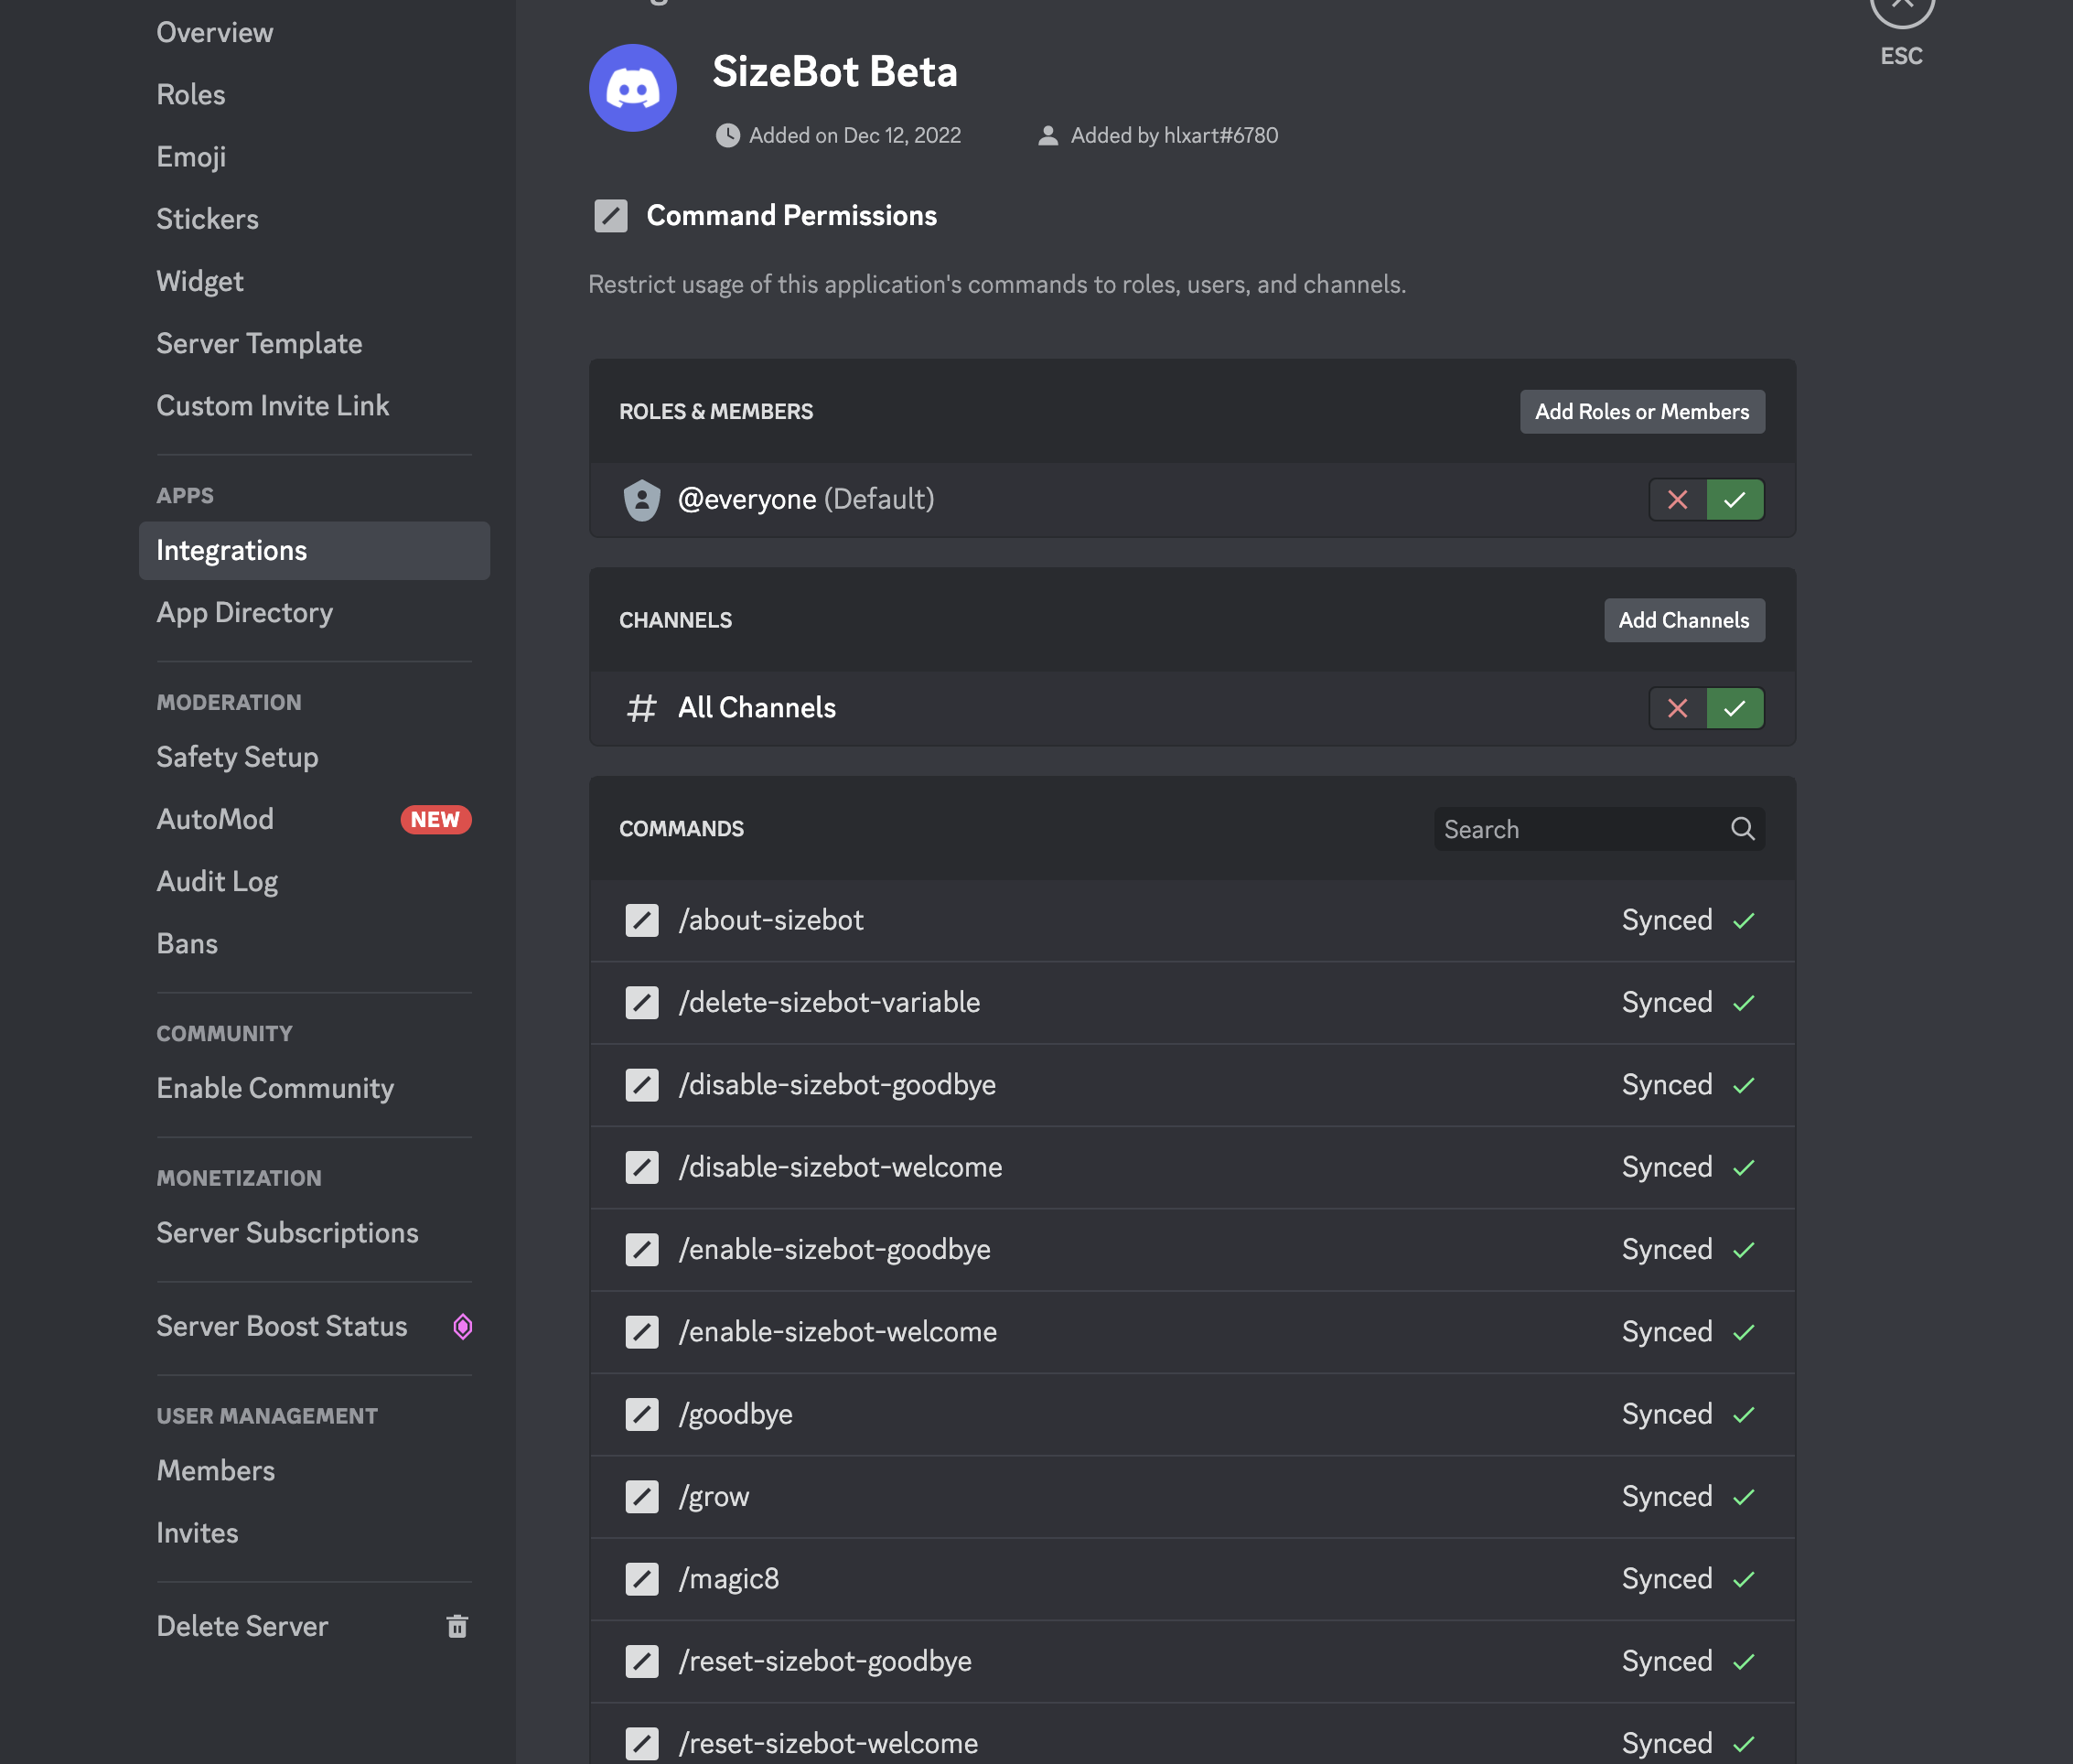 Overview
Roles
Emoji
Stickers
Widget
Server Template
Custom Invite Link
APPS
Integrations
App Directory
MODERATION
Safety Setup
AutoMod NEW
Audit Log
Bans
COMMUNITY
Enable Community
MONETIZATION
Server Subscriptions
Server Boost Status
USER MANAGEMENT
Members
Invites
Delete Server
SizeBot Beta
Added on Dec 12, 2022 Added by hlxart#6780
ESC
Command Permissions
Restrict usage of this application's commands to roles, users, and channels.
ROLES & MEMBERS Add Roles or Members
@everyone (Default)
CHANNELS Add Channels
# All Channels
COMMANDS Search
/about-sizebot Synced
/delete-sizebot-variable Synced
/disable-sizebot-goodbye Synced
/disable-sizebot-welcome Synced
/enable-sizebot-goodbye Synced
/enable-sizebot-welcome Synced
/goodbye Synced
/grow Synced
/magic8 Synced
/reset-sizebot-goodbye Synced
/reset-sizebot-welcome Synced